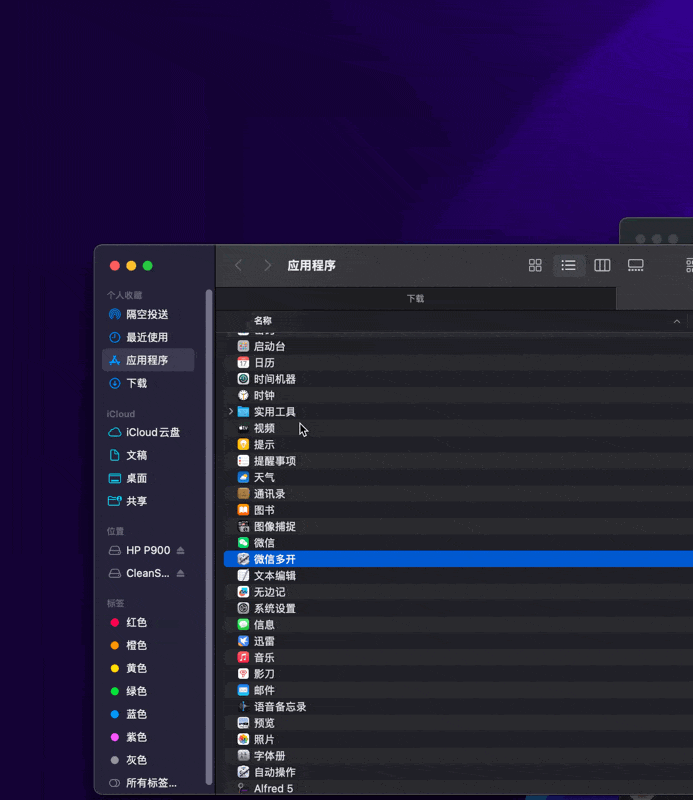 应用程序
下载
名称
个人收藏
隔空投送
最近使用
应用程序
下载
iCloud
iCloud云盘
文稿
桌面
共享
位置
HP P900
CleanS...
标签
红色
橙色
黄色
绿色
蓝色
紫色
灰色
所有标签...
启动台
日历
时间机器
时钟
实用工具
视频
提示
提醒事项
天气
通讯录
图书
图像捕捉
微信
微信多开
文本编辑
无边记
系统设置
信息
迅雷
音乐
影刀
邮件
语音备忘录
预览
照片
字体册
自动操作
Alfred 5